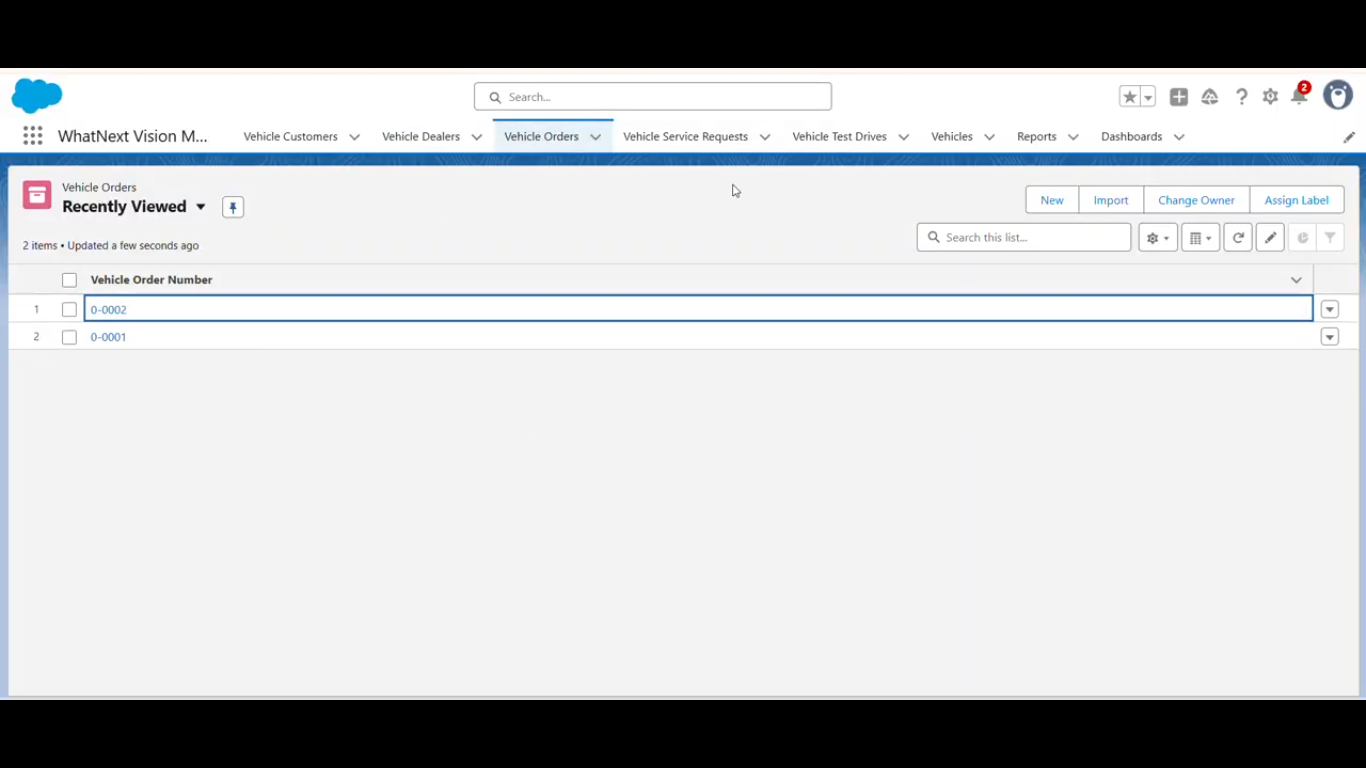 Search...
2
WhatNext Vision M...
Vehicle Customers
Vehicle Dealers
Vehicle Orders
Vehicle Service Requests
Vehicle Test Drives
Vehicles
Reports
Dashboards
Vehicle Orders
Recently Viewed
New
Import
Change Owner
Assign Label
2 items • Updated a few seconds ago
Search this list...
Vehicle Order Number
1
0-0002
2
0-0001